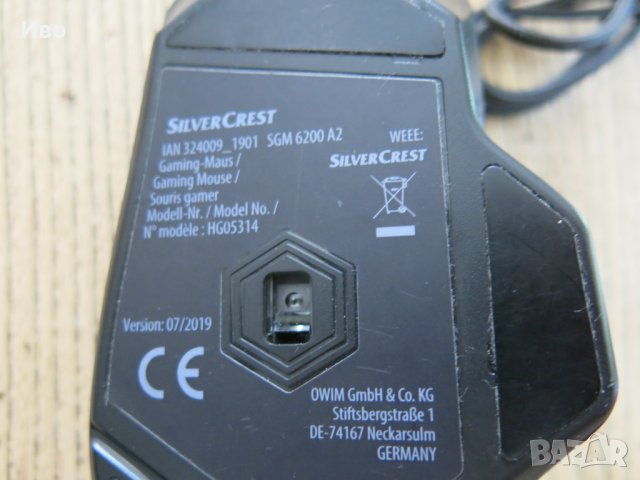 Иво
SILVERCREST
IAN 324009_1901 SGM 6200 A2
Gaming-Maus /
Gaming Mouse /
Souris gamer
Modell-Nr. / Model No. /
N° modèle : HG05314
WEEE:
SILVERCREST
Version: 07/2019
CE
OWIM GmbH & Co. KG
Stiftsbergstraße 1
DE-74167 Neckarsulm
GERMANY
BAZAR